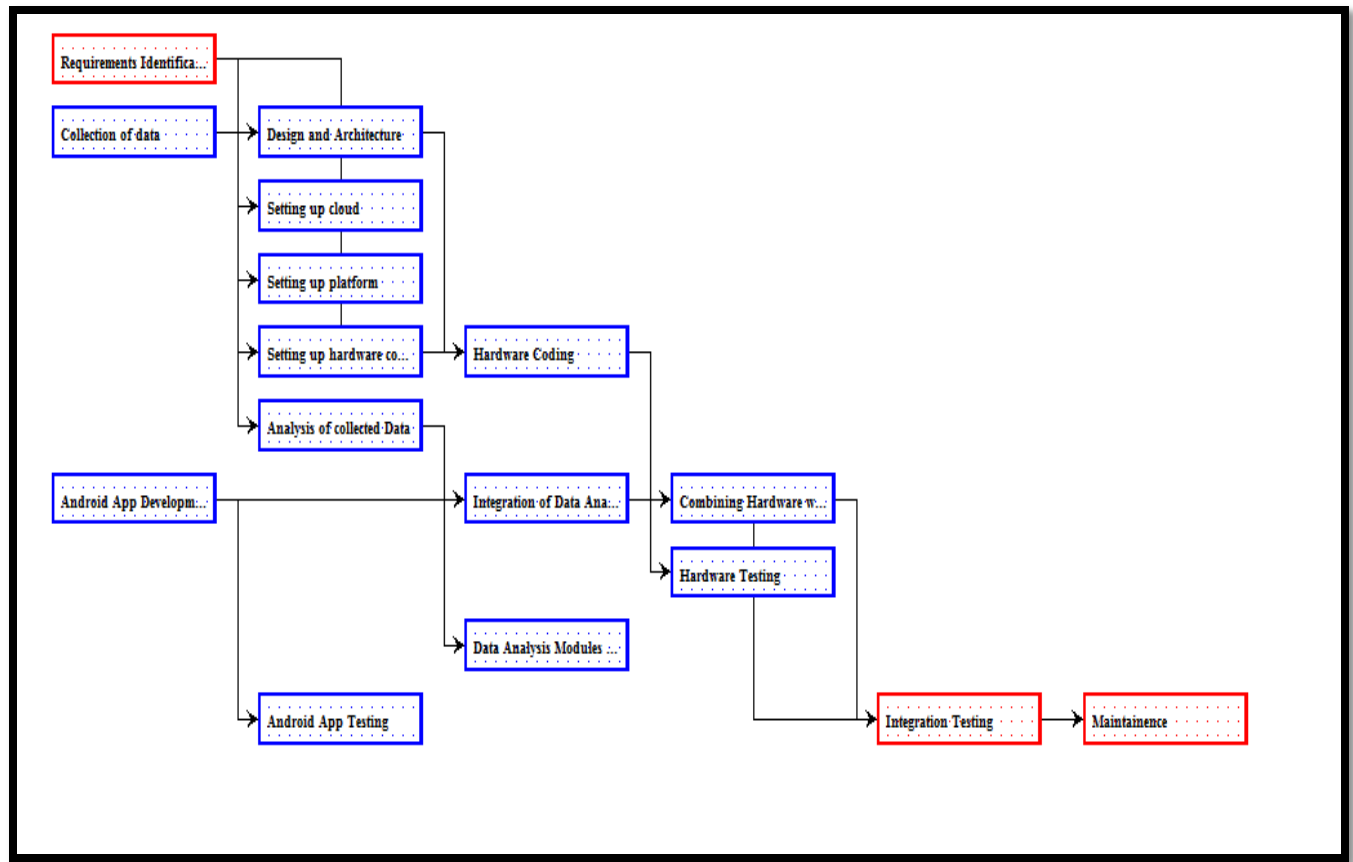 Requirements Identifica...
Collection of data
Design and Architecture
Setting up cloud
Setting up platform
Setting up hardware co...
Hardware Coding
Analysis of collected Data
Android App Developm...
Integration of Data Ana...
Combining Hardware w...
Hardware Testing
Data Analysis Modules ...
Android App Testing
Integration Testing
Maintainence